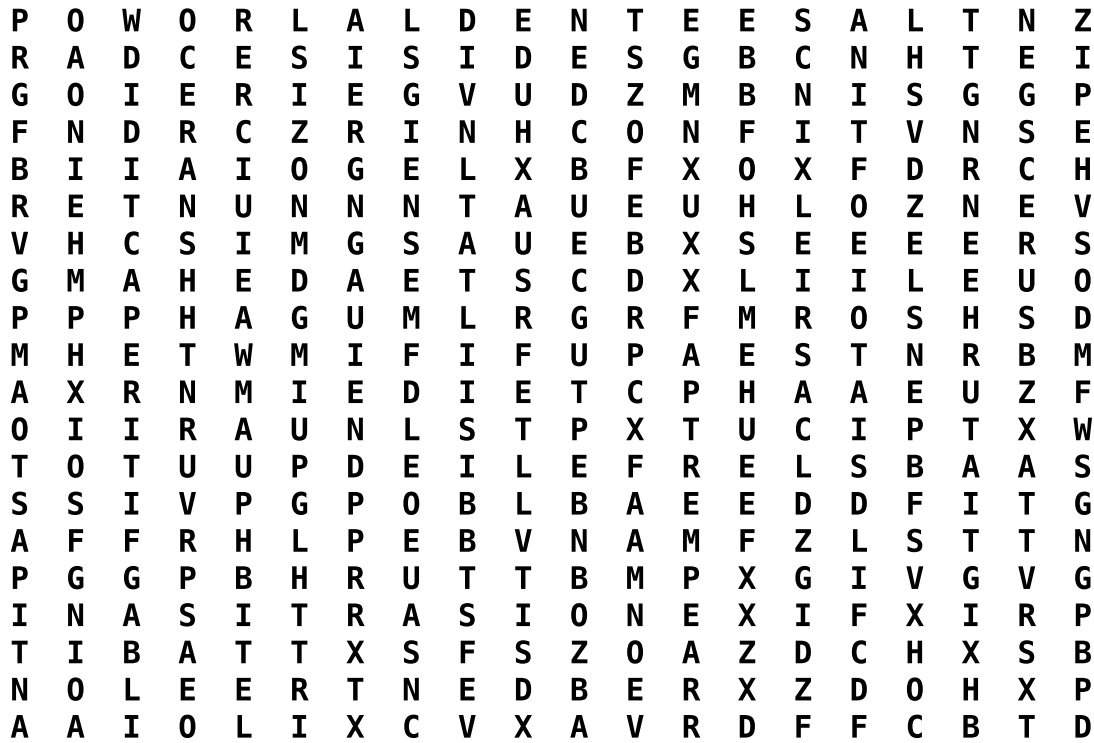 P O W O R L A L D E N T E E S A L T N Z
R A D C E S I S I D E S G B C N H T E I
G O I E R I E G V U D Z M B N I S G G P
F N D R C Z R I N H C O N F I T V N S E
B I I A I O G E L X B F X O X F D R C H
R E T N U N N N T A U E U H L O Z N E V
V H C S I M G S A U E B X S E E E E R S
G M A H E D A E T S C D X L I I L E U O
P P P H A G U M L R G R F M R O S H S D
M H E T W M I F I F U P A E S T N R B M
A X R N M I E D I E T C P H A A E U Z F
O I I R A U N L S T P X T U C I P T X W
T O T U U P D E I L E F R E L S B A A S
S S I V P G P O B L B A E E D D F I T G
A F F R H L P E B V N A M F Z L S T T N
P G G P B H R U T T B M P X G I V G V G
I N A S I T R A S I O N E X I F X I R P
T I B A T T X S F S Z O A Z D C H X S B
N O L E E R T N E D B E R X Z D O H X P
A A I O L I X C V X A V R D F F C B T D